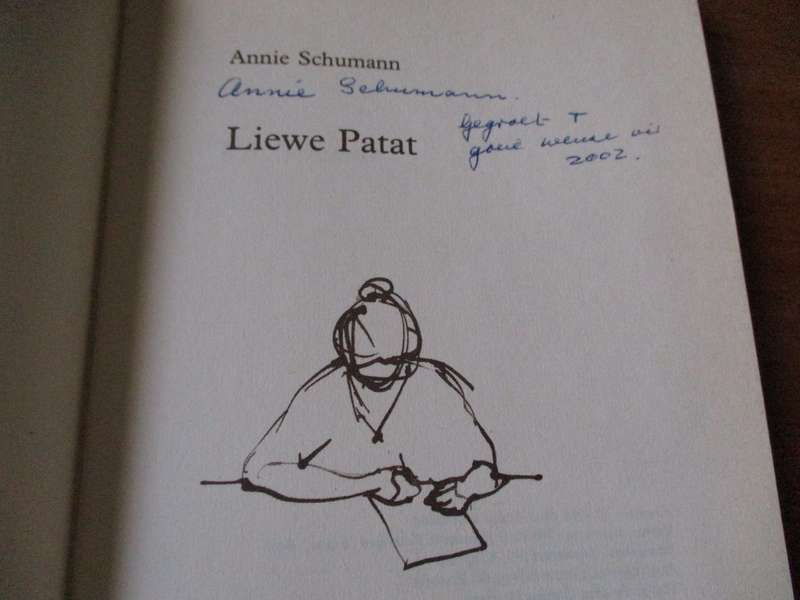 Annie Schumann
Annie Schumann.
Liewe Patat
Gegroet +
goeie wense vir
2002.